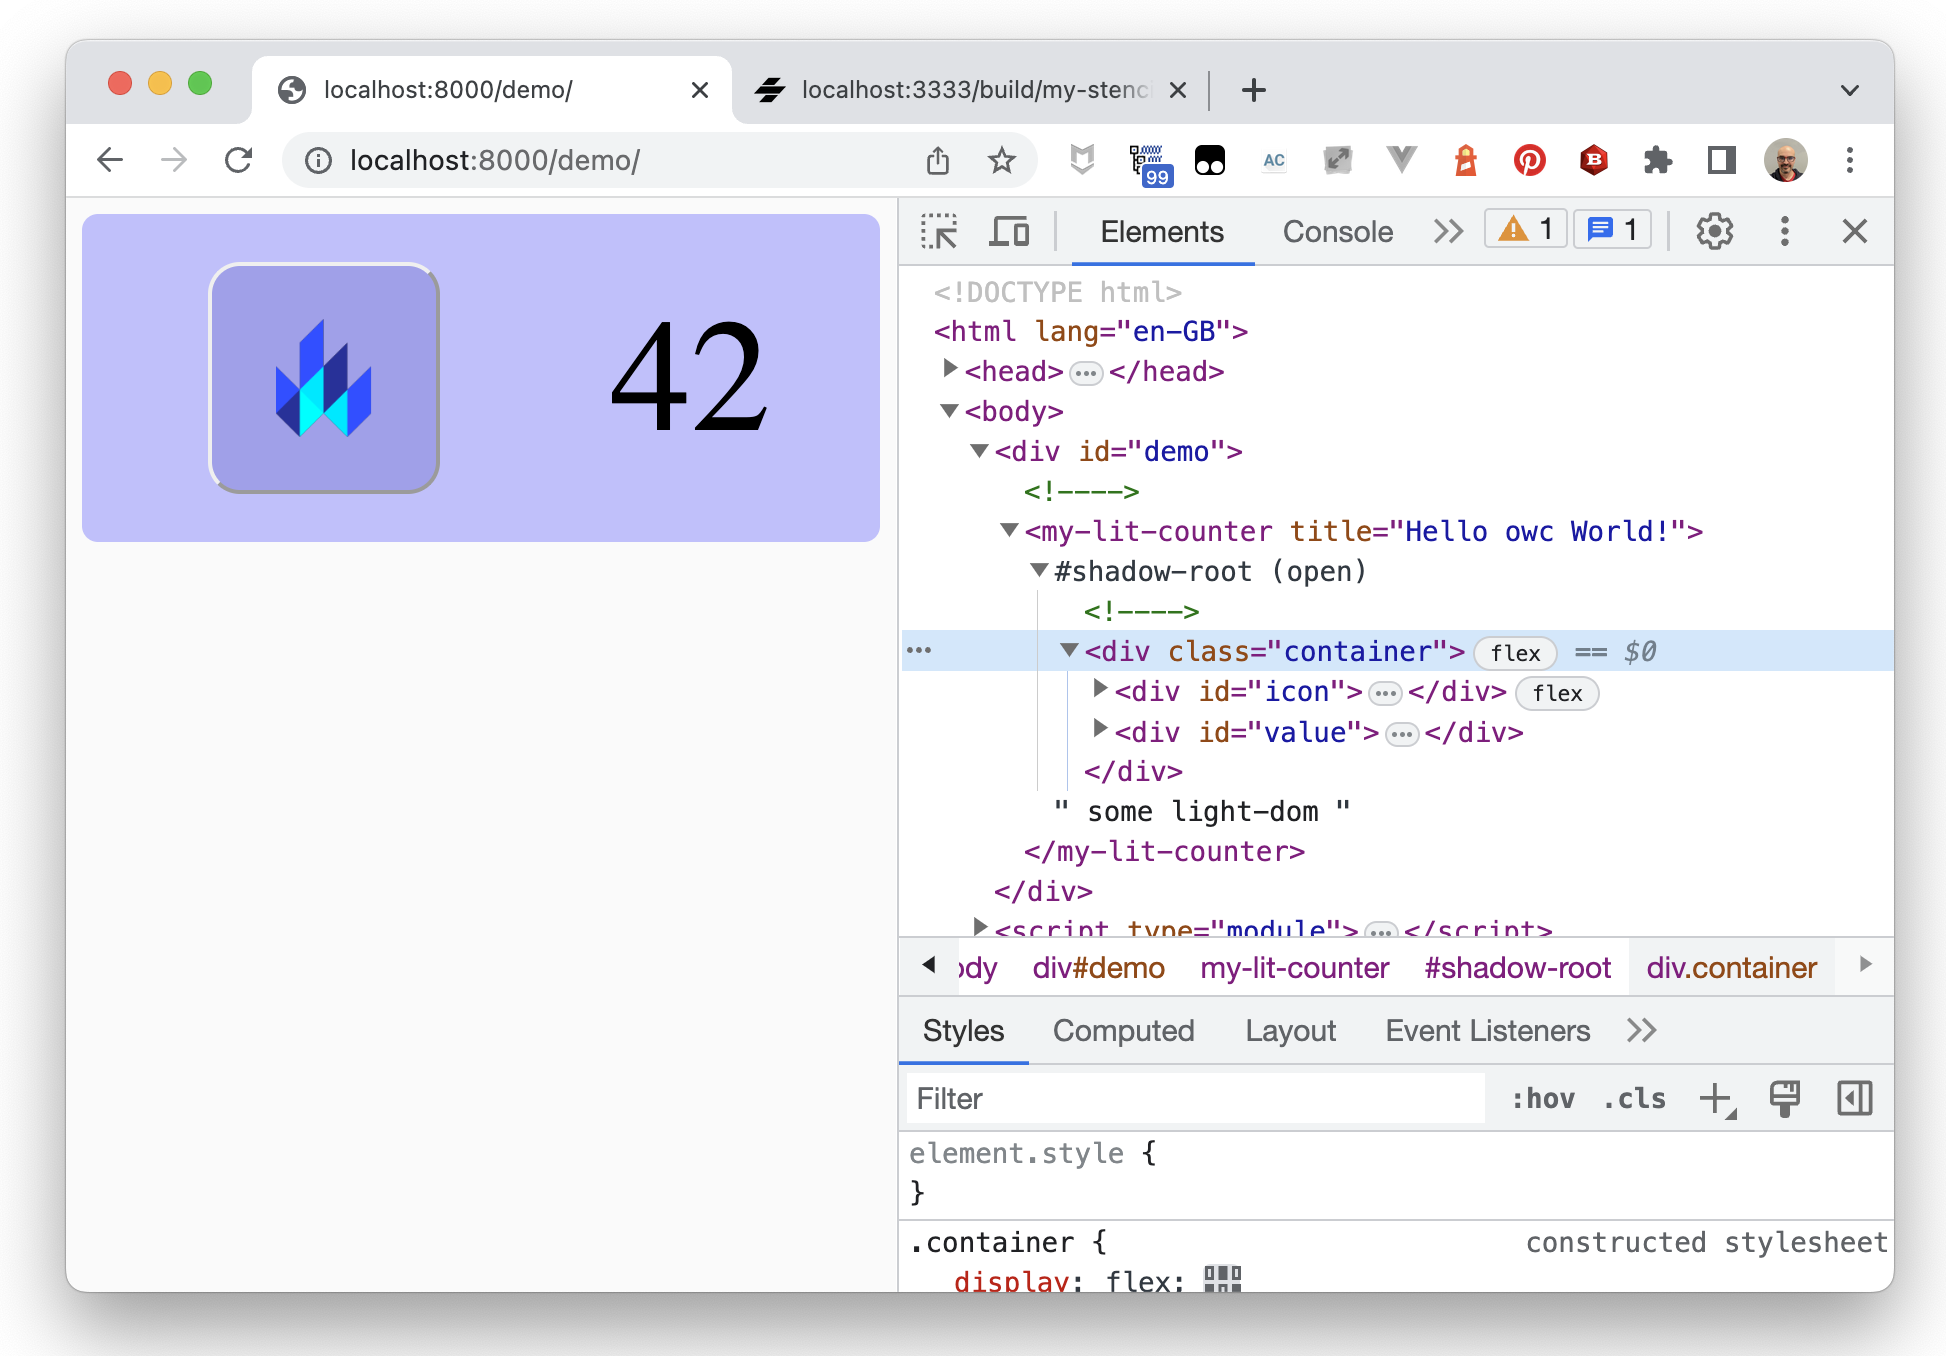 localhost:8000/demo/
localhost:3333/build/my-stenc
localhost:8000/demo/
99
AC
B
42
Elements
Console
1
1
<!DOCTYPE html>
<html lang="en-GB">
<head>
</head>
<body>
<div id="demo">
<!---->
<my-lit-counter title="Hello owc World!">
#shadow-root (open)
<!---->
<div class="container"> flex == $0
<div id="icon"> ••• </div> flex
<div id="value"> ••• </div>
</div>
" some light-dom "
</my-lit-counter>
</div>
<script type="module"> ••• </script>
ody div#demo my-lit-counter #shadow-root div.container
Styles Computed Layout Event Listeners
Filter :hov .cls
element.style {
}
.container { constructed stylesheet
display: flex;